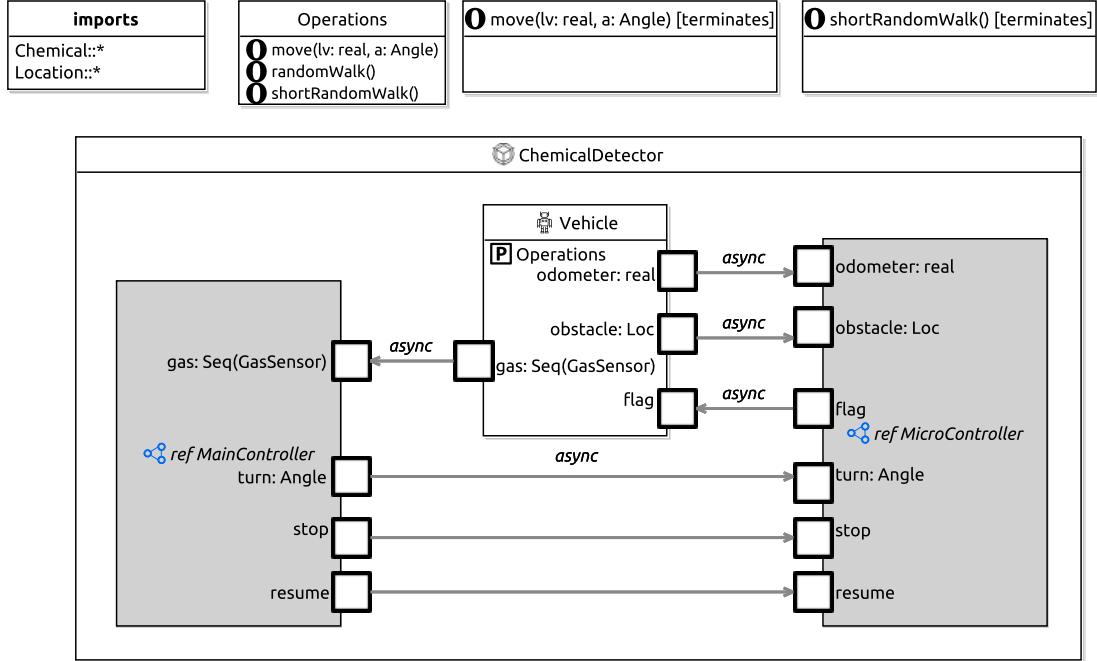 imports
Chemical::*
Location::*
Operations
O move(lv: real, a: Angle)
O randomWalk()
O shortRandomWalk()
O move(lv: real, a: Angle) [terminates]
O shortRandomWalk() [terminates]
ChemicalDetector
Vehicle
P Operations
odometer: real
async
odometer: real
obstacle: Loc
async
obstacle: Loc
gas: Seq(GasSensor)
async
gas: Seq(GasSensor)
flag
async
flag
ref MainController
ref MicroController
async
turn: Angle
turn: Angle
stop
stop
resume
resume